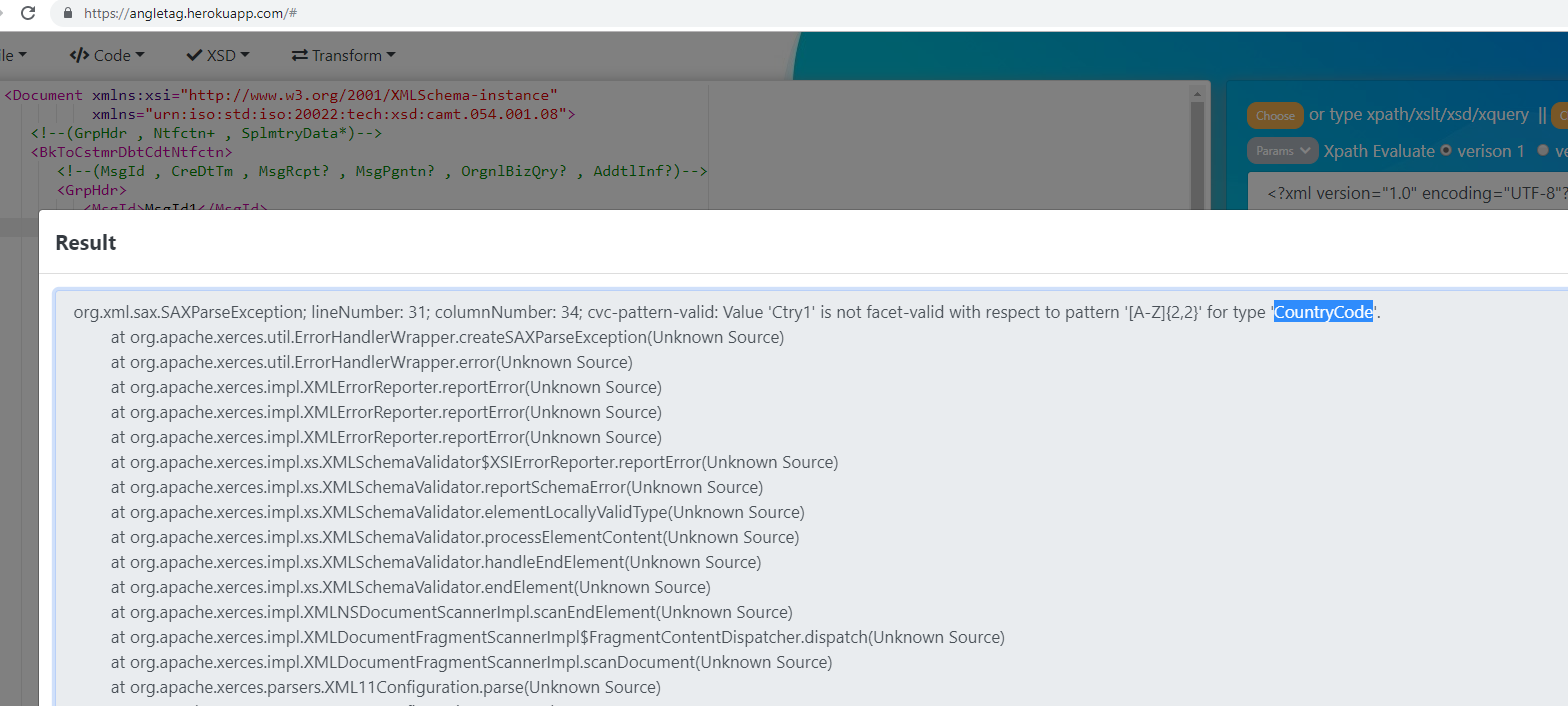 https://angletag.herokuapp.com/#
le Code XSD Transform
<Document xmlns:xsi="http://www.w3.org/2001/XMLSchema-instance"
xmlns="urn:iso:std:iso:20022:tech:xsd:camt.054.001.08">
<!--(GrpHdr , Ntfctn+ , SplmtryData*)-->
<BkToCstmrDbtCdtNtfctn>
<!--(MsgId , CreDtTm , MsgRcpt? , MsgPgntn? , OrgnlBizQry? , AddtlInf?)-->
<GrpHdr>
<MsgId>MsgId1</MsgId>
Choose or type xpath/xslt/xsd/xquery || C
Params Xpath Evaluate verison 1 ve
<?xml version="1.0" encoding="UTF-8"?
Result
org.xml.sax.SAXParseException; lineNumber: 31; columnNumber: 34; cvc-pattern-valid: Value 'Ctry1' is not facet-valid with respect to pattern '[A-Z]{2,2}' for type 'CountryCode'.
at org.apache.xerces.util.ErrorHandlerWrapper.createSAXParseException(Unknown Source)
at org.apache.xerces.util.ErrorHandlerWrapper.error(Unknown Source)
at org.apache.xerces.impl.XMLErrorReporter.reportError(Unknown Source)
at org.apache.xerces.impl.XMLErrorReporter.reportError(Unknown Source)
at org.apache.xerces.impl.XMLErrorReporter.reportError(Unknown Source)
at org.apache.xerces.impl.xs.XMLSchemaValidator$XSIErrorReporter.reportError(Unknown Source)
at org.apache.xerces.impl.xs.XMLSchemaValidator.reportSchemaError(Unknown Source)
at org.apache.xerces.impl.xs.XMLSchemaValidator.elementLocallyValidType(Unknown Source)
at org.apache.xerces.impl.xs.XMLSchemaValidator.processElementContent(Unknown Source)
at org.apache.xerces.impl.xs.XMLSchemaValidator.handleEndElement(Unknown Source)
at org.apache.xerces.impl.xs.XMLSchemaValidator.endElement(Unknown Source)
at org.apache.xerces.impl.XMLNSDocumentScannerImpl.scanEndElement(Unknown Source)
at org.apache.xerces.impl.XMLDocumentFragmentScannerImpl$FragmentContentDispatcher.dispatch(Unknown Source)
at org.apache.xerces.impl.XMLDocumentFragmentScannerImpl.scanDocument(Unknown Source)
at org.apache.xerces.parsers.XML11Configuration.parse(Unknown Source)